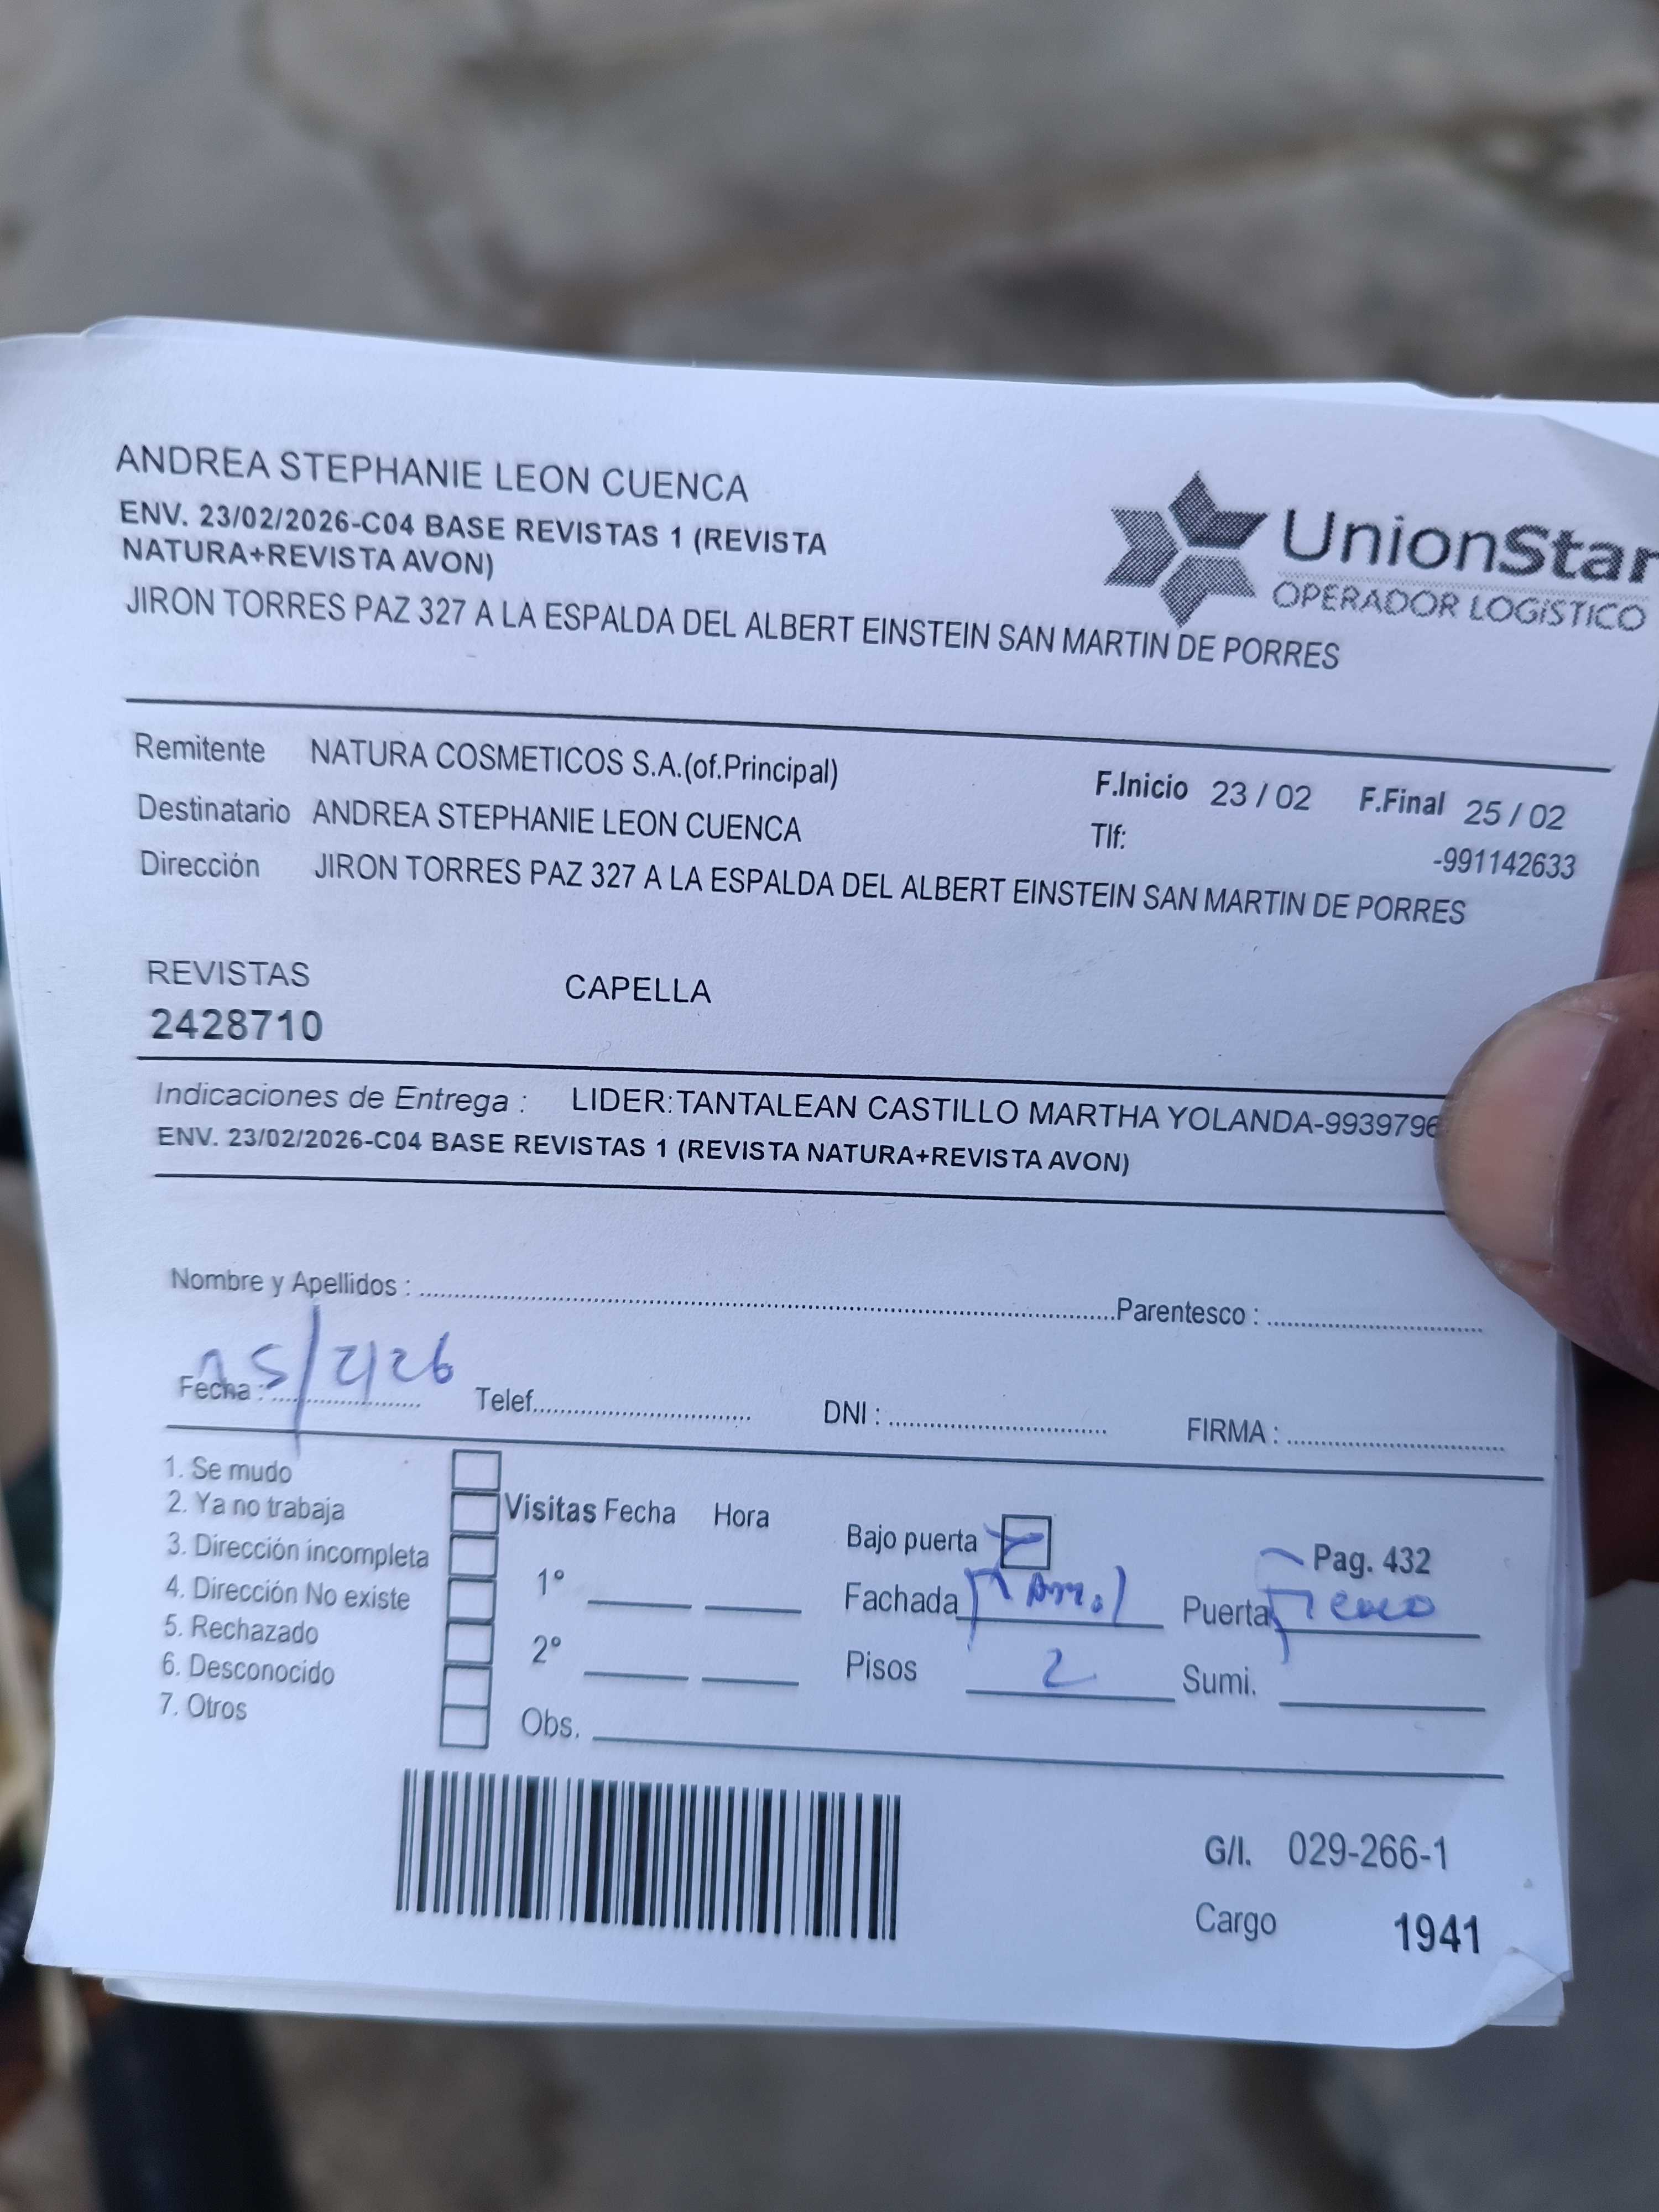 ANDREA STEPHANIE LEON CUENCA
ENV. 23/02/2026-C04 BASE REVISTAS 1 (REVISTA
NATURA+REVISTA AVON)
JIRON TORRES PAZ 327 A LA ESPALDA DEL ALBERT EINSTEIN SAN MARTIN DE PORRES
UnionStar
OPERADOR LOGíSTICO
Remitente NATURA COSMETICOS S.A.(of.Principal)
F.Inicio 23 / 02 F.Final 25 / 02
Destinatario ANDREA STEPHANIE LEON CUENCA
Tlf: -991142633
Dirección JIRON TORRES PAZ 327 A LA ESPALDA DEL ALBERT EINSTEIN SAN MARTIN DE PORRES
REVISTAS CAPELLA
2428710
Indicaciones de Entrega : LIDER:TANTALEAN CASTILLO MARTHA YOLANDA-9939796
ENV. 23/02/2026-C04 BASE REVISTAS 1 (REVISTA NATURA+REVISTA AVON)
Nombre y Apellidos : Parentesco :
Fecha : /2/26 Telef. DNI : FIRMA :
1. Se mudo
2. Ya no trabaja
3. Dirección incompleta
4. Dirección No existe
5. Rechazado
6. Desconocido
7. Otros
Visitas Fecha Hora
1°
2°
Obs.
Bajo puerta
Pag. 432
Fachada Puerta
Pisos 2 Sumi.
G/I. 029-266-1
Cargo 1941